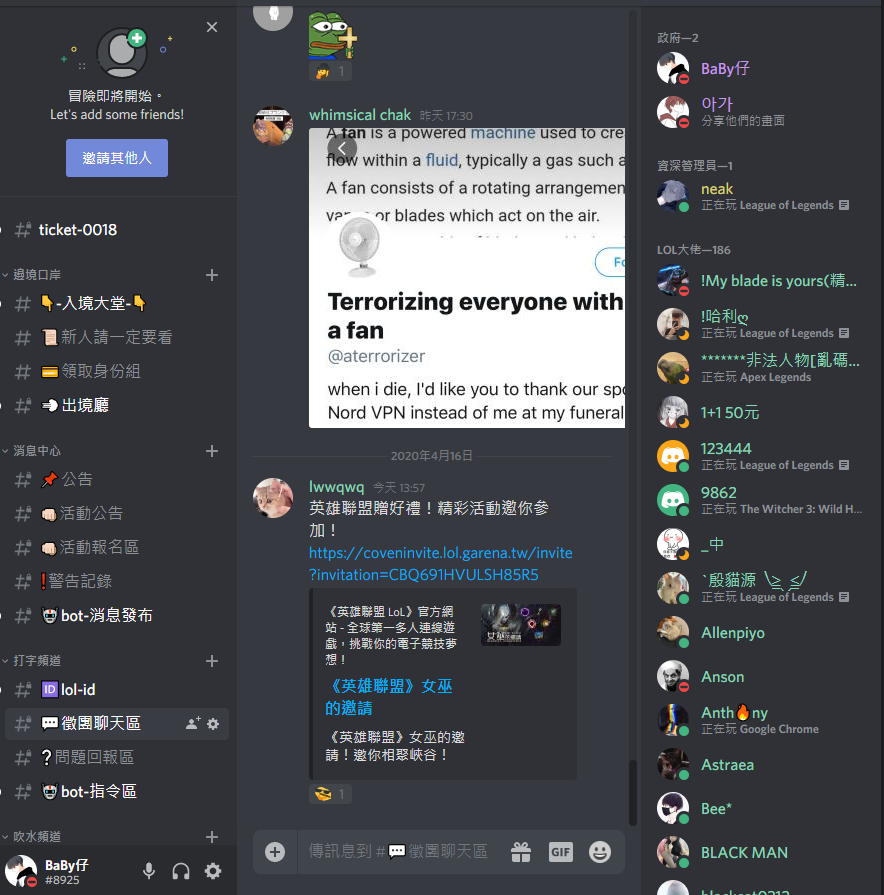 冒險即將開始。
Let's add some friends!
邀請其他人
ticket-0018
邊境口岸
👇-入境大堂-👇
📜新人請一定要看
💳領取身份組
💨出境廳
消息中心
📌公告
👊🏻活動公告
👊🏻活動報名區
❗警告記錄
🤖bot-消息發布
打字頻道
🆔lol-id
💬徵團聊天區
❓問題回報區
🤖bot-指令區
吹水頻道
BaBy仔
#8925
1
whimsical chak 昨天 17:30
A fan is a powered machine used to cre
flow within a fluid, typically a gas such a
A fan consists of a rotating arrangemen
or blades which act on the air.
Fo
Terrorizing everyone with
a fan
@aterrorizer
when i die, I'd like you to thank our spo
Nord VPN instead of me at my funeral
2020年4月16日
lwwqwq 今天 13:57
英雄聯盟贈好禮！精彩活動邀你參
加！
https://coveninvite.lol.garena.tw/invite
?invitation=CBQ691HVULSH85R5
《英雄聯盟 LoL》官方網
站 - 全球第一多人連線遊
戲，挑戰你的電子競技夢
想！
《英雄聯盟》女巫
的邀請
《英雄聯盟》女巫的邀
請！邀你相聚峽谷！
1
傳訊息到 #💬徵團聊天區
GIF
政府—2
BaBy仔
아가
分享他們的畫面
資深管理員—1
neak
正在玩 League of Legends
LOL大佬—186
!My blade is yours(精...
!哈利ღ
正在玩 League of Legends
*******非法人物[亂碼...
正在玩 Apex Legends
1+1 50元
123444
正在玩 League of Legends
9862
正在玩 The Witcher 3: Wild H...
_中
`殷貓源 ╲⎝⧹≧ ≦⧸⎠╱
正在玩 League of Legends
Allenpiyo
Anson
Anth🔥ny
正在玩 Google Chrome
Astraea
Bee*
BLACK MAN